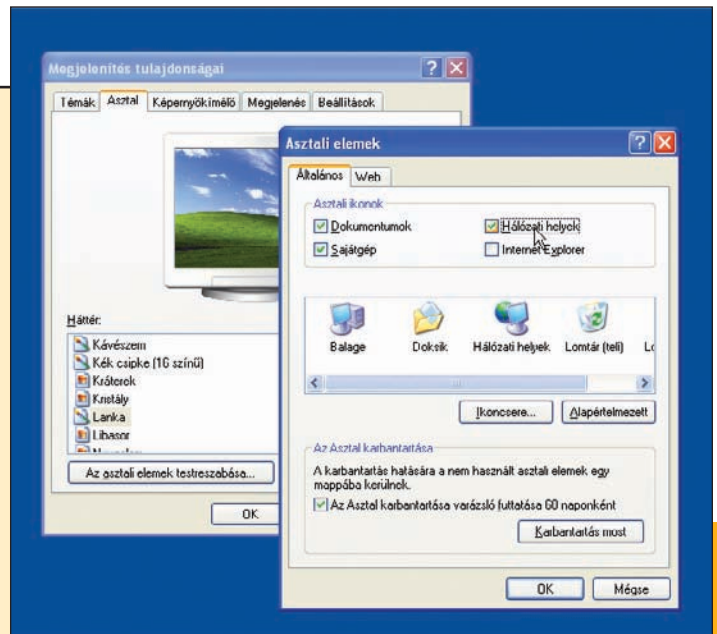 Megjelenítés tulajdonságai
Témák Asztal Képernyőkímélő Megjelenés Beállítások
Háttér:
Kávészem
Kék csipke (16 színű)
Kráterek
Kristály
Lanka
Libasor
Az asztali elemek testreszabása...
OK
Asztali elemek
Általános Web
Asztali ikonok
Dokumentumok
Hálózati helyek
Sajátgép
Internet Explorer
Balage Doksik Hálózati helyek Lomtár (teli) Lo
Ikoncsere... Alapértelmezett
Az Asztal karbantartása
A karbantartás hatására a nem használt asztali elemek egy
mappába kerülnek.
Az Asztal karbantartása varázsló futtatása 60 naponként
Karbantartás most
OK Mégse